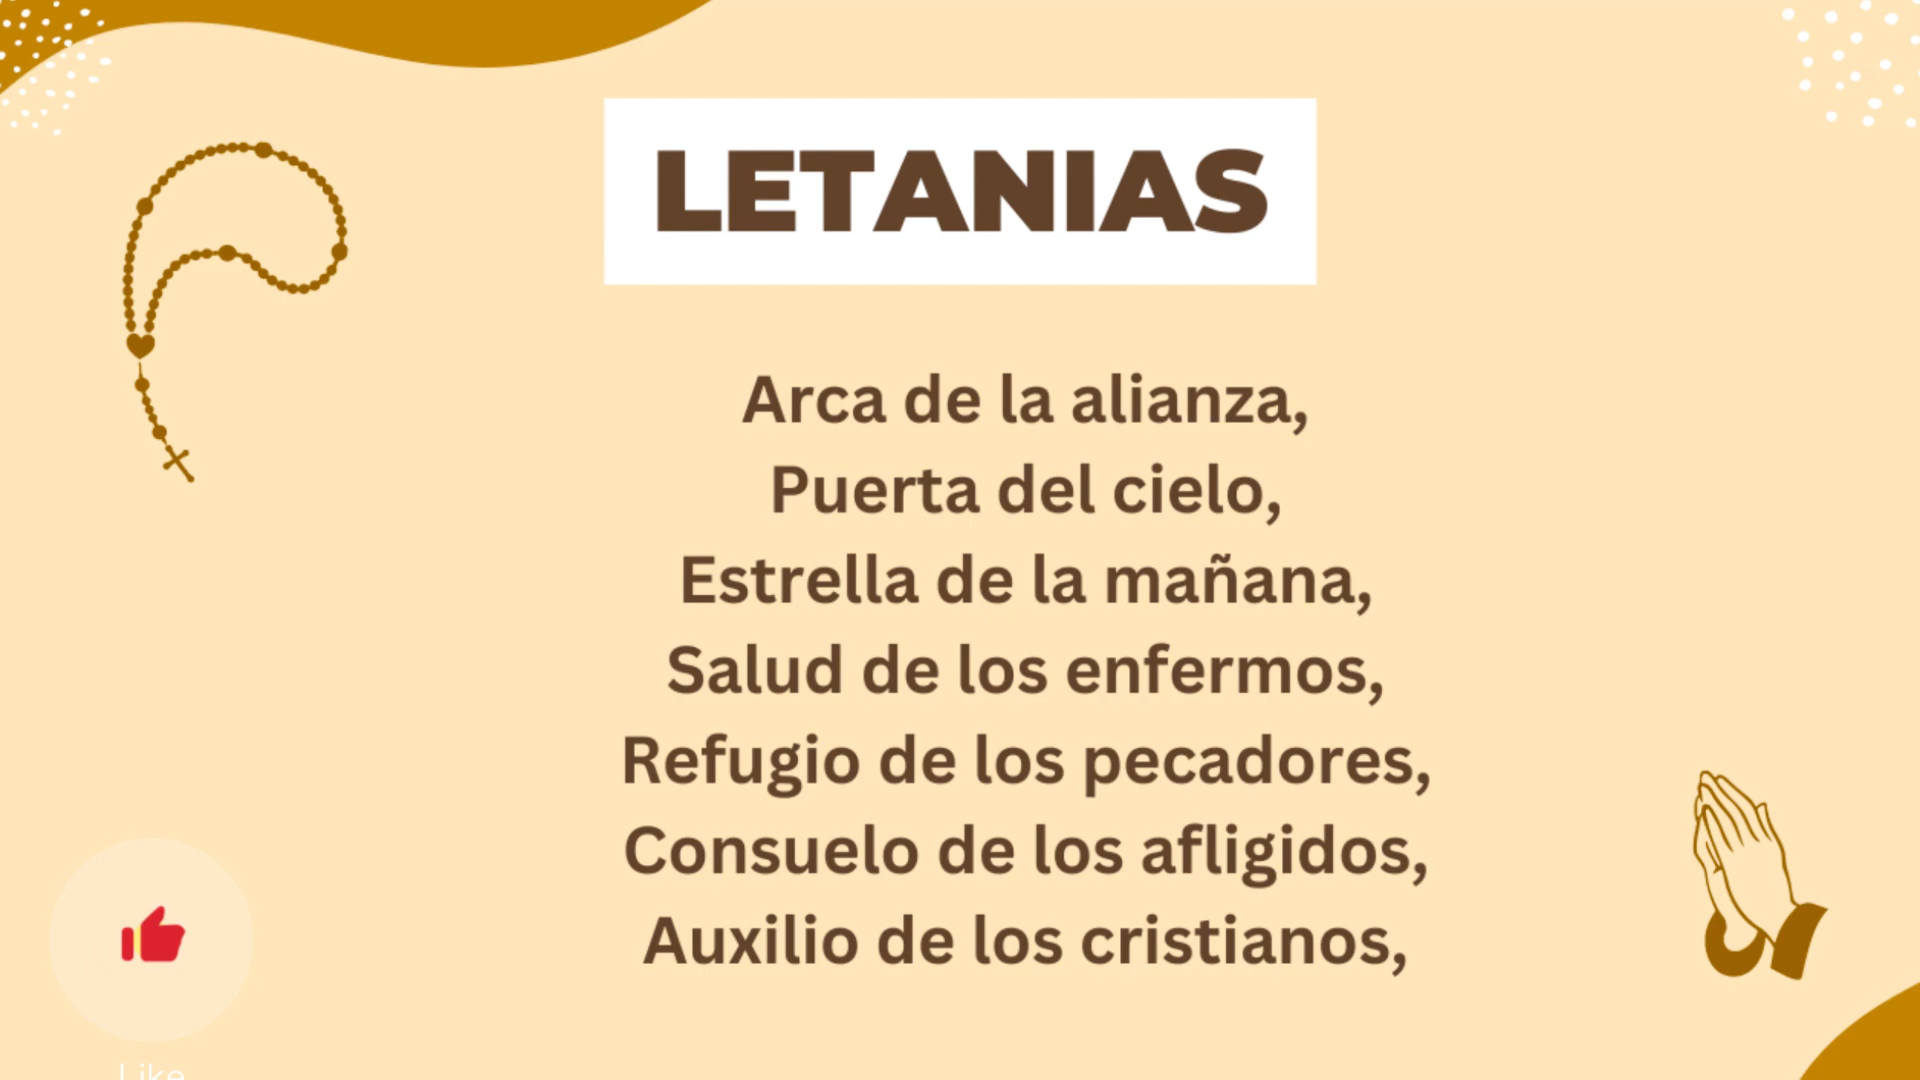 LETANIAS
Arca de la alianza,
Puerta del cielo,
Estrella de la mañana,
Salud de los enfermos,
Refugio de los pecadores,
Consuelo de los afligidos,
Auxilio de los cristianos,
Like